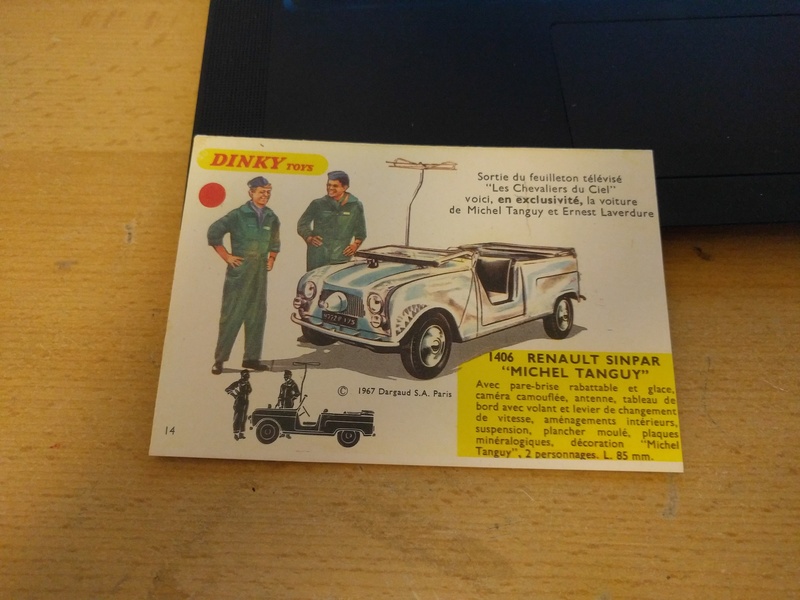 DINKY TOYS
Sortie du feuilleton télévisé
"Les Chevaliers du Ciel"
voici, en exclusivité, la voiture
de Michel Tanguy et Ernest Laverdure
1406 RENAULT SINPAR
"MICHEL TANGUY"
Avec pare-brise rabattable et glace,
caméra camouflée, antenne, tableau de
bord avec volant et levier de changement
de vitesse, aménagements intérieurs,
suspension, plancher moulé, plaques
minéralogiques, décoration "Michel
Tanguy", 2 personnages. L. 85 mm.
© 1967 Dargaud S.A. Paris
14